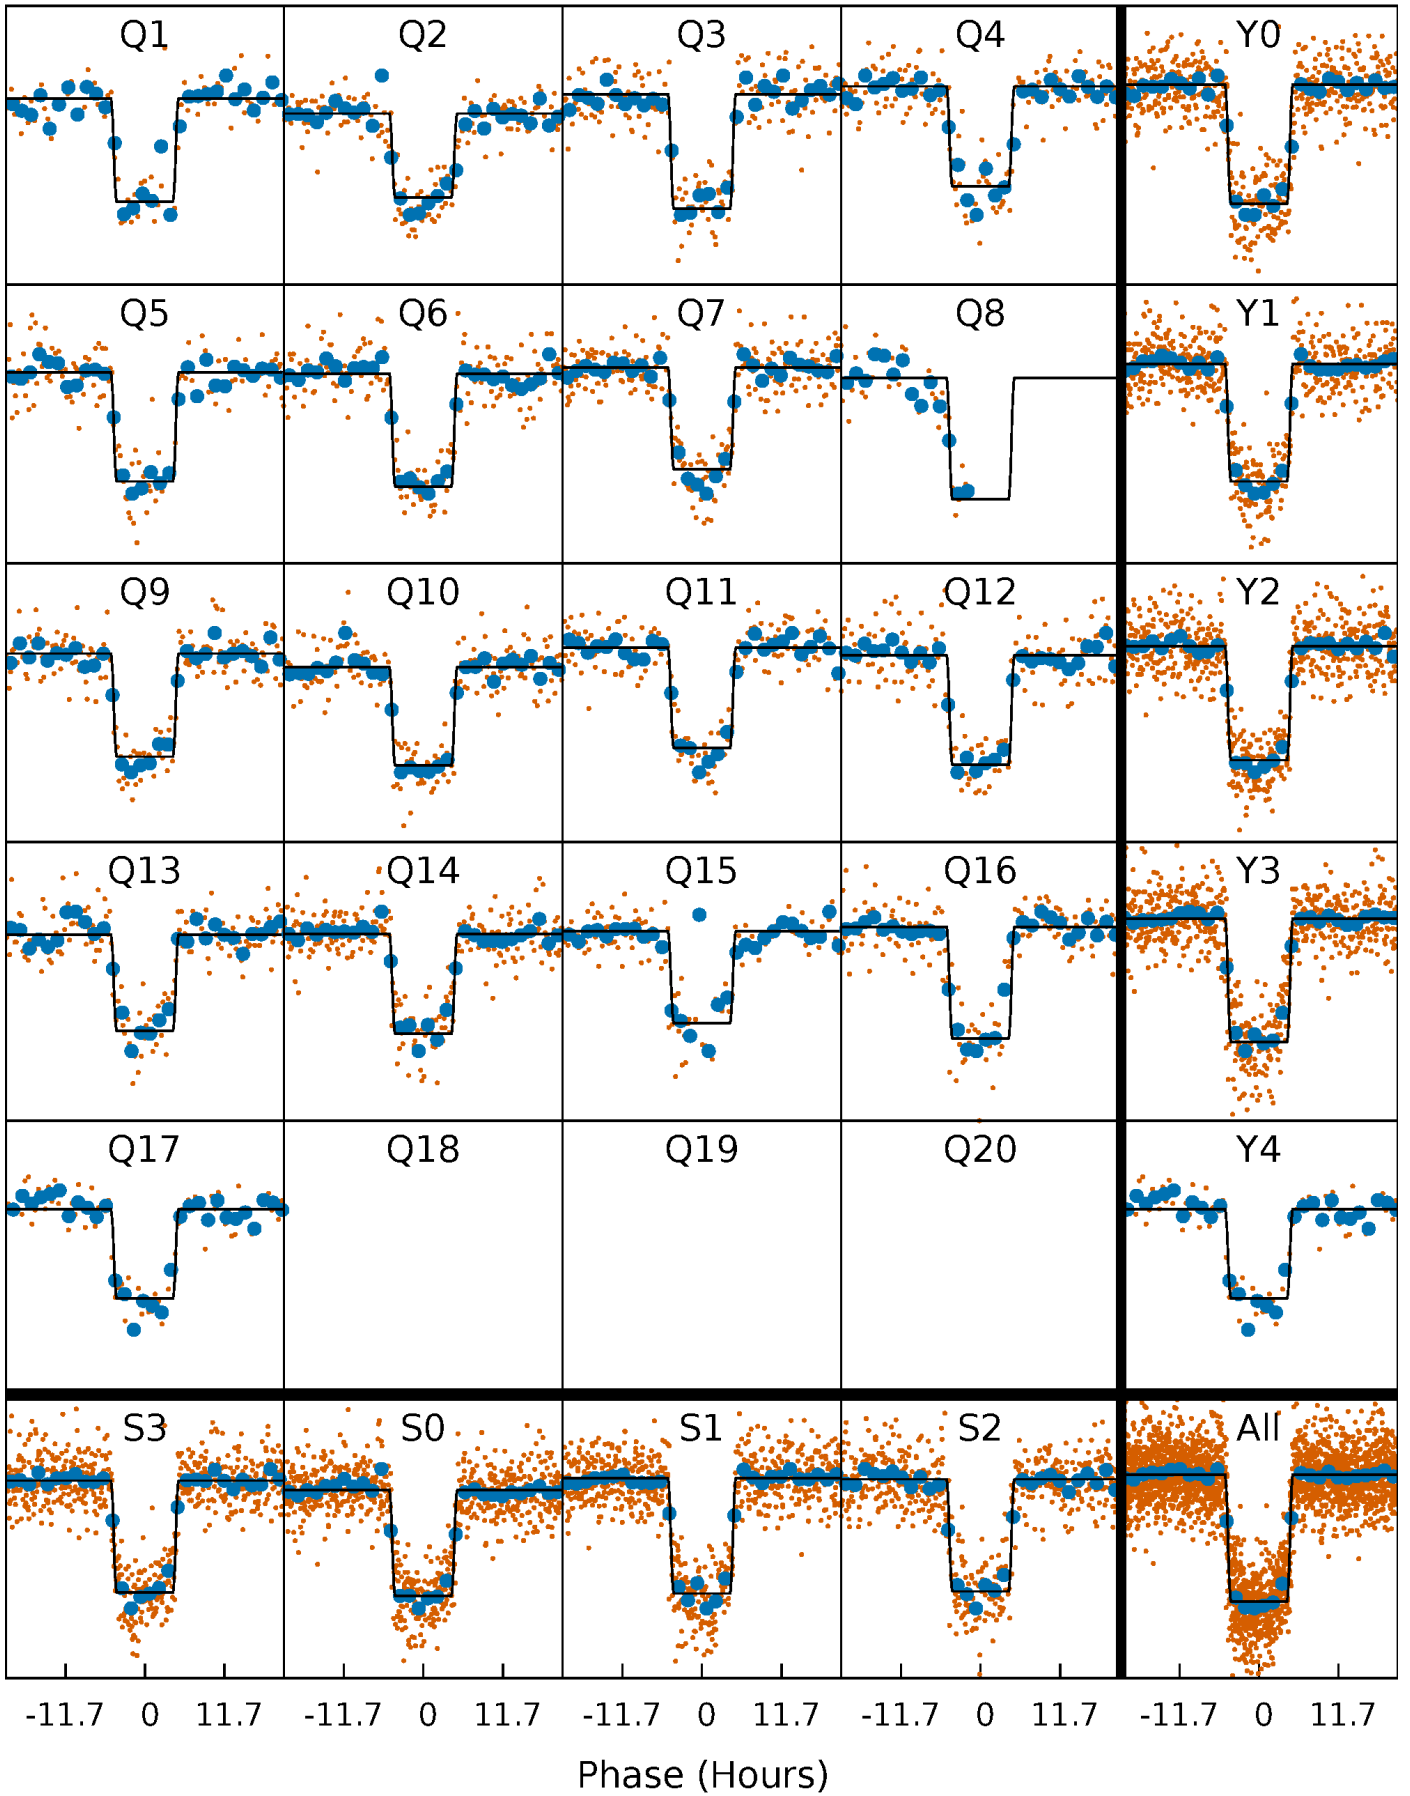 Q1 Q2 Q3 Q4 Y0
Q5 Q6 Q7 Q8 Y1
Q9 Q10 Q11 Q12 Y2
Q13 Q14 Q15 Q16 Y3
Q17 Q18 Q19 Q20 Y4
S3 S0 S1 S2 All
-11.7 0 11.7 -11.7 0 11.7 -11.7 0 11.7 -11.7 0 11.7 -11.7 0 11.7
Phase (Hours)